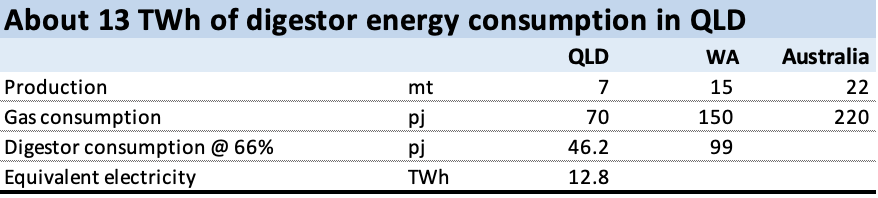 About 13 TWh of digestor energy consumption in QLD
QLD WA Australia
Production mt 7 15 22
Gas consumption pj 70 150 220
Digestor consumption @ 66% pj 46.2 99
Equivalent electricity TWh 12.8